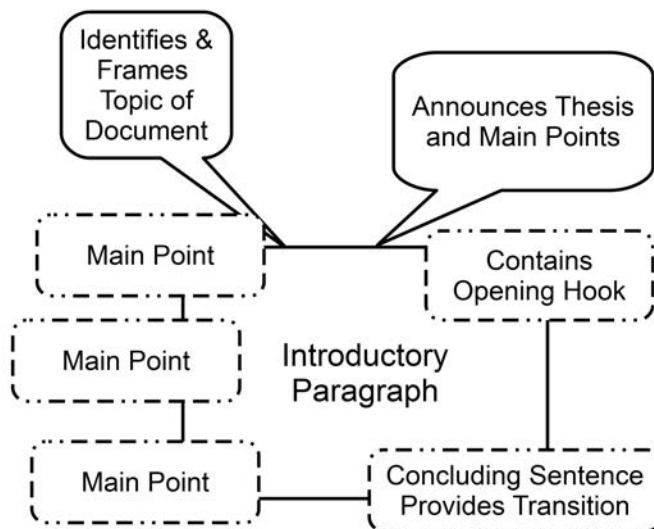 Identifies &
Frames
Topic of
Document
Announces Thesis
and Main Points
Main Point
Contains
Opening Hook
Main Point
Introductory
Paragraph
Main Point
Concluding Sentence
Provides Transition